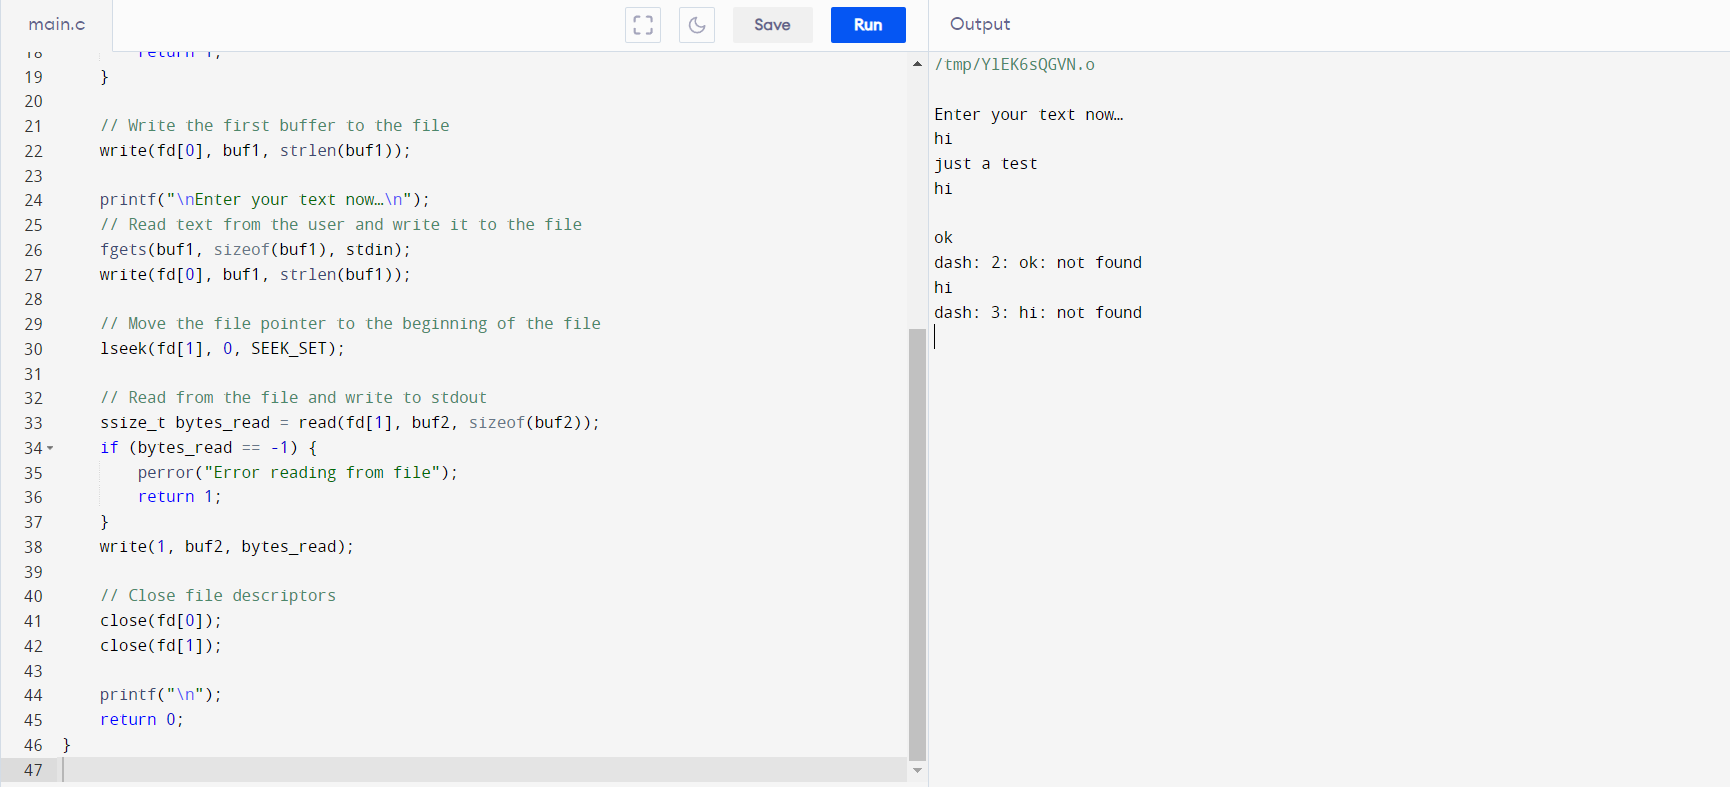 main.c
Save
Run
Output
18         return 1;
19     }
20
21     // Write the first buffer to the file
22     write(fd[0], buf1, strlen(buf1));
23
24     printf("\nEnter your text now…\n");
25     // Read text from the user and write it to the file
26     fgets(buf1, sizeof(buf1), stdin);
27     write(fd[0], buf1, strlen(buf1));
28
29     // Move the file pointer to the beginning of the file
30     lseek(fd[1], 0, SEEK_SET);
31
32     // Read from the file and write to stdout
33     ssize_t bytes_read = read(fd[1], buf2, sizeof(buf2));
34     if (bytes_read == -1) {
35         perror("Error reading from file");
36         return 1;
37     }
38     write(1, buf2, bytes_read);
39
40     // Close file descriptors
41     close(fd[0]);
42     close(fd[1]);
43
44     printf("\n");
45     return 0;
46 }
47
/tmp/YlEK6sQGVN.o
Enter your text now…
hi
just a test
hi
ok
dash: 2: ok: not found
hi
dash: 3: hi: not found